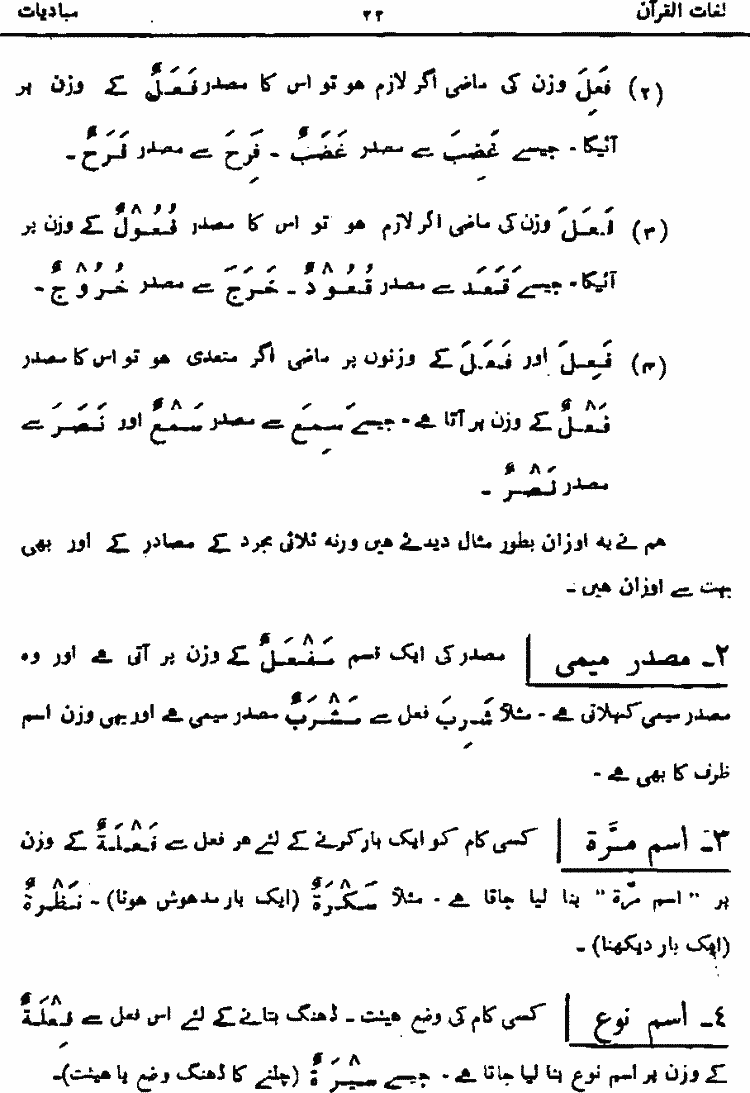 لغات القرآن ۲۲ مبادیات
(۲) فَعِلَ وزن کی ماضی اگر لازم ہو تو اس کا مصدر فَعَلٌ کے وزن پر
آئیگا۔ جیسے غَضِبَ سے مصدر غَضَبٌ ۔ فَرِحَ سے مصدر فَرَحٌ ۔
(۳) فَعَلَ وزن کی ماضی اگر لازم ہو تو اس کا مصدر فُعُوْلٌ کے وزن پر
آئیگا۔ جیسے قَعَدَ سے مصدر قُعُوْدٌ ۔ خَرَجَ سے مصدر خُرُوْجٌ ۔
(۴) فَعِلَ اور فَعَلَ کے وزنوں پر ماضی اگر متعدی ہو تو اس کا مصدر
فَعْلٌ کے وزن پر آتا ہے۔ جیسے سَمِعَ سے مصدر سَمْعٌ اور نَصَرَ سے
مصدر نَصْرٌ ۔
ہم نے یہ اوزان بطور مثال دیدئے ہیں ورنہ ثلاثی مجرد کے مصادر کے اور بھی
بہت سے اوزان ہیں ۔
۲۔ مصدر میمی مصدر کی ایک قسم مَفْعَلٌ کے وزن پر آتی ہے اور وہ
مصدر میمی کہلاتی ہے ۔ مثلاً شَرِبَ فعل سے مَشْرَبٌ مصدر میمی ہے اور یہی وزن اسم
ظرف کا بھی ہے ۔
۳۔ اسم مَرَّة کسی کام کو ایک بار کرنے کے لئے ہر فعل سے فَعْلَةٌ کے وزن
پر ”اسم مرّة“ بنا لیا جاتا ہے ۔ مثلاً سَكْرَةٌ (ایک بار مدہوش ہونا) ۔ نَظْرَةٌ
(ایک بار دیکھنا) ۔
٤۔ اسم نوع کسی کام کی وضع ہیئت ۔ ڈھنگ بتانے کے لئے اس فعل سے فِعْلَةٌ
کے وزن پر اسم نوع بنا لیا جاتا ہے ۔ جیسے سِيْرَةٌ (چلنے کا ڈھنگ وضع یا ہیئت)۔